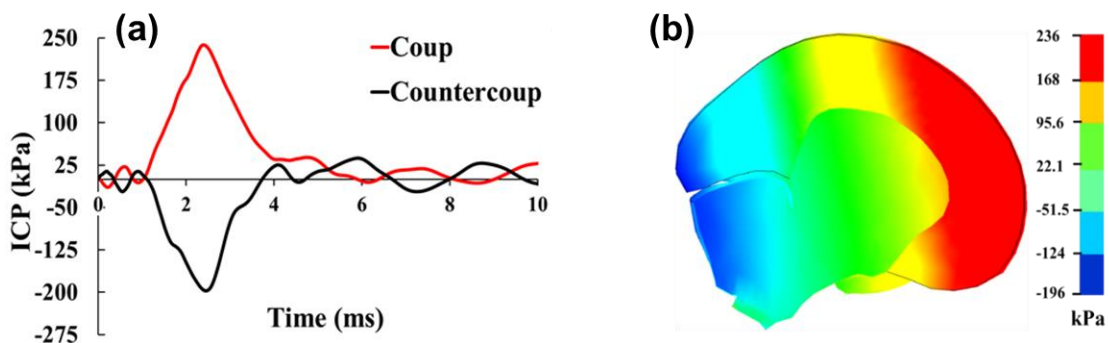 (a)
250
175
100
25
-50
-125
-200
-275
ICP (kPa)
Coup
Countercoup
0 2 4 6 8 10
Time (ms)
(b)
236
168
95.6
22.1
-51.5
-124
-196
kPa